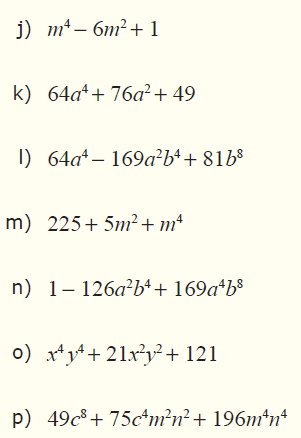 j) m⁴ – 6m² + 1
k) 64a⁴ + 76a² + 49
l) 64a⁴ – 169a²b⁴ + 81b⁸
m) 225 + 5m² + m⁴
n) 1 – 126a²b⁴ + 169a⁴b⁸
o) x⁴y⁴ + 21x²y² + 121
p) 49c⁸ + 75c⁴m²n² + 196m⁴n⁴